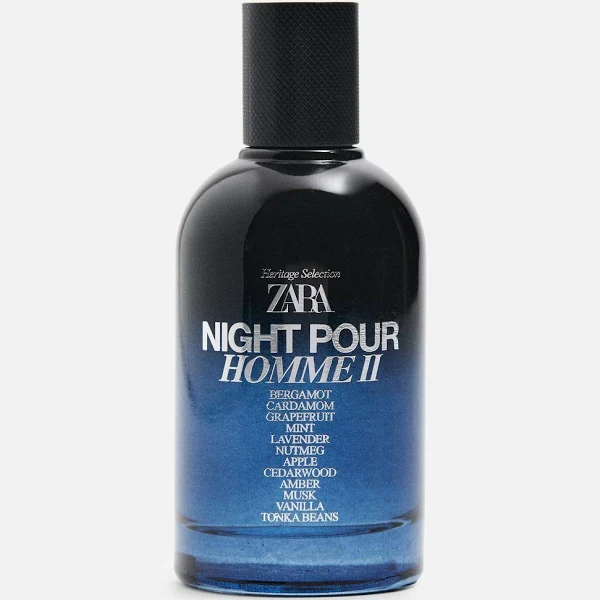 Heritage Selection
ZARA
NIGHT POUR
HOMME II
BERGAMOT
CARDAMOM
GRAPEFRUIT
MINT
LAVENDER
NUTMEG
APPLE
CEDARWOOD
AMBER
MUSK
VANILLA
TONKA BEANS